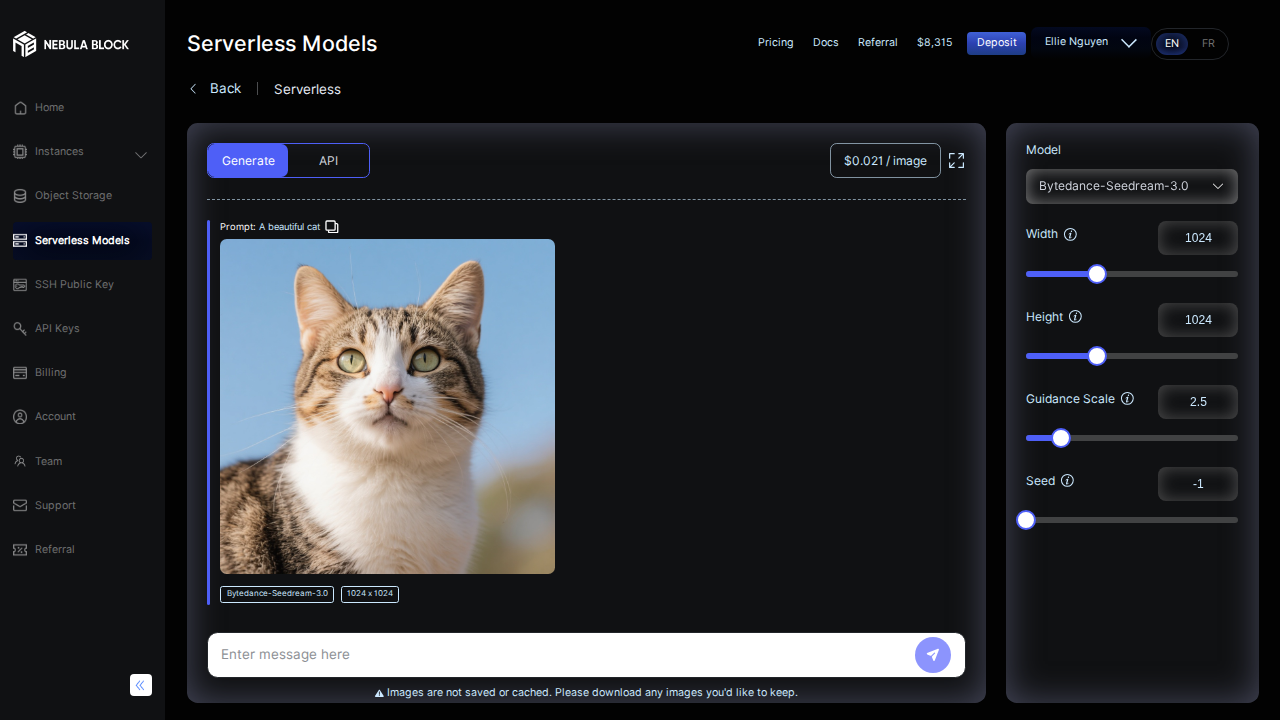 NEBULA BLOCK
Home
Instances
Object Storage
Serverless Models
SSH Public Key
API Keys
Billing
Account
Team
Support
Referral
Serverless Models
Pricing
Docs
Referral
$8,315
Deposit
Ellie Nguyen
EN
FR
Back
Serverless
Generate
API
$0.021 / image
Prompt: A beautiful cat
Bytedance-Seedream-3.0
1024 x 1024
Enter message here
Images are not saved or cached. Please download any images you'd like to keep.
Model
Bytedance-Seedream-3.0
Width
1024
Height
1024
Guidance Scale
2.5
Seed
-1